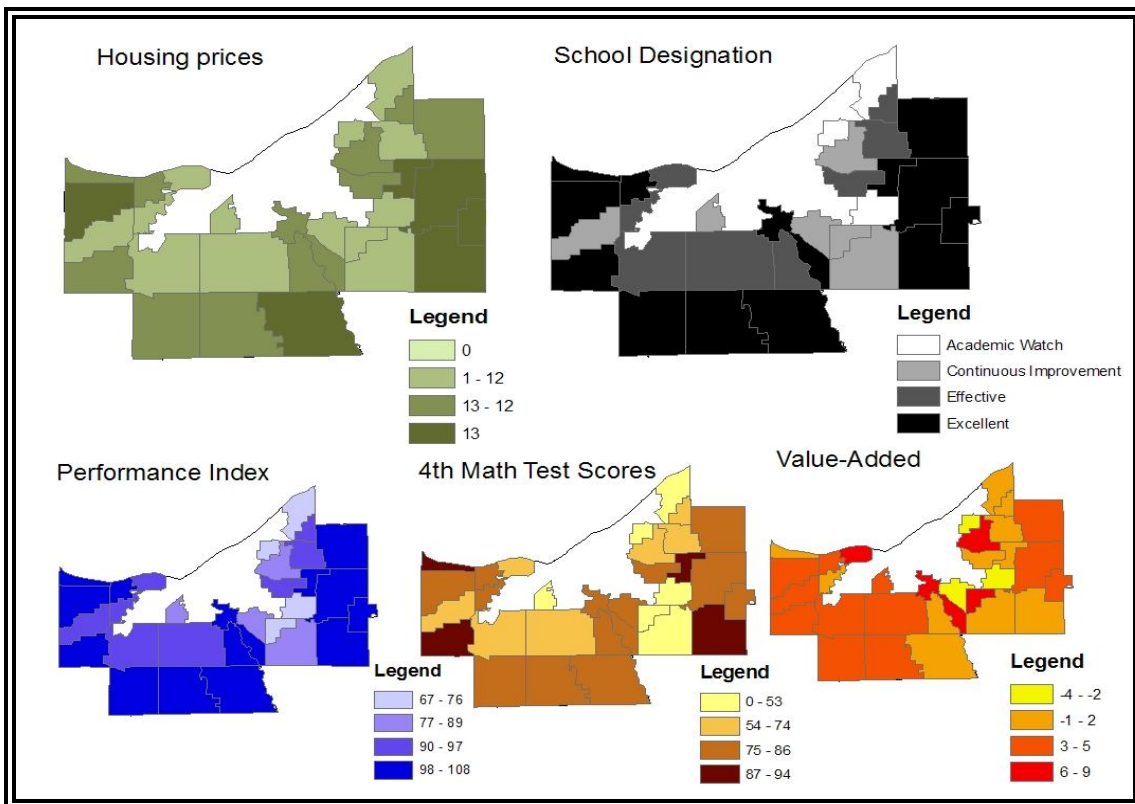 Housing prices
School Designation
Legend
0
1 - 12
13 - 12
13
Legend
Academic Watch
Continuous Improvement
Effective
Excellent
Performance Index
4th Math Test Scores
Value-Added
Legend
67 - 76
77 - 89
90 - 97
98 - 108
Legend
0 - 53
54 - 74
75 - 86
87 - 94
Legend
-4 - -2
-1 - 2
3 - 5
6 - 9